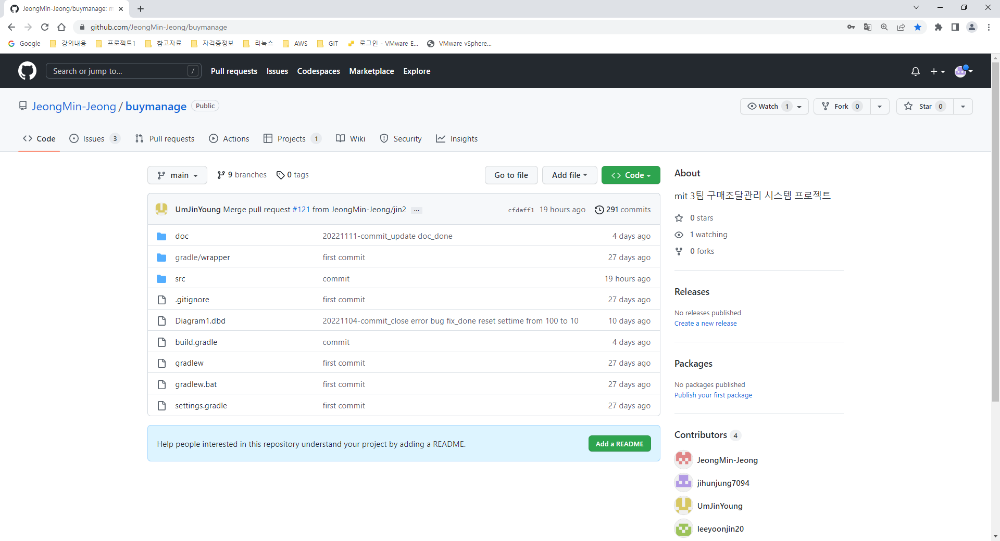 JeongMin-Jeong/buymanage: m
github.com/JeongMin-Jeong/buymanage
Google 강의내용 프로젝트1 참고자료 자격증정보 리눅스 AWS GIT 로그인 - VMware E... VMware vSphere...
Search or jump to... / Pull requests Issues Codespaces Marketplace Explore
JeongMin-Jeong / buymanage Public Watch 1 Fork 0 Star 0
Code Issues 3 Pull requests Actions Projects 1 Wiki Security Insights
main 9 branches 0 tags Go to file Add file Code
UmJinYoung Merge pull request #121 from JeongMin-Jeong/jin2 ... cfdaff1 19 hours ago 291 commits
doc 20221111-commit_update doc_done 4 days ago
gradle/wrapper first commit 27 days ago
src commit 19 hours ago
.gitignore first commit 27 days ago
Diagram1.dbd 20221104-commit_close error bug fix_done reset settime from 100 to 10 10 days ago
build.gradle commit 4 days ago
gradlew first commit 27 days ago
gradlew.bat first commit 27 days ago
settings.gradle first commit 27 days ago
Help people interested in this repository understand your project by adding a README. Add a README
About
mit 3팀 구매조달관리 시스템 프로젝트
0 stars
1 watching
0 forks
Releases
No releases published
Create a new release
Packages
No packages published
Publish your first package
Contributors 4
JeongMin-Jeong
jihunjung7094
UmJinYoung
leeyoonjin20